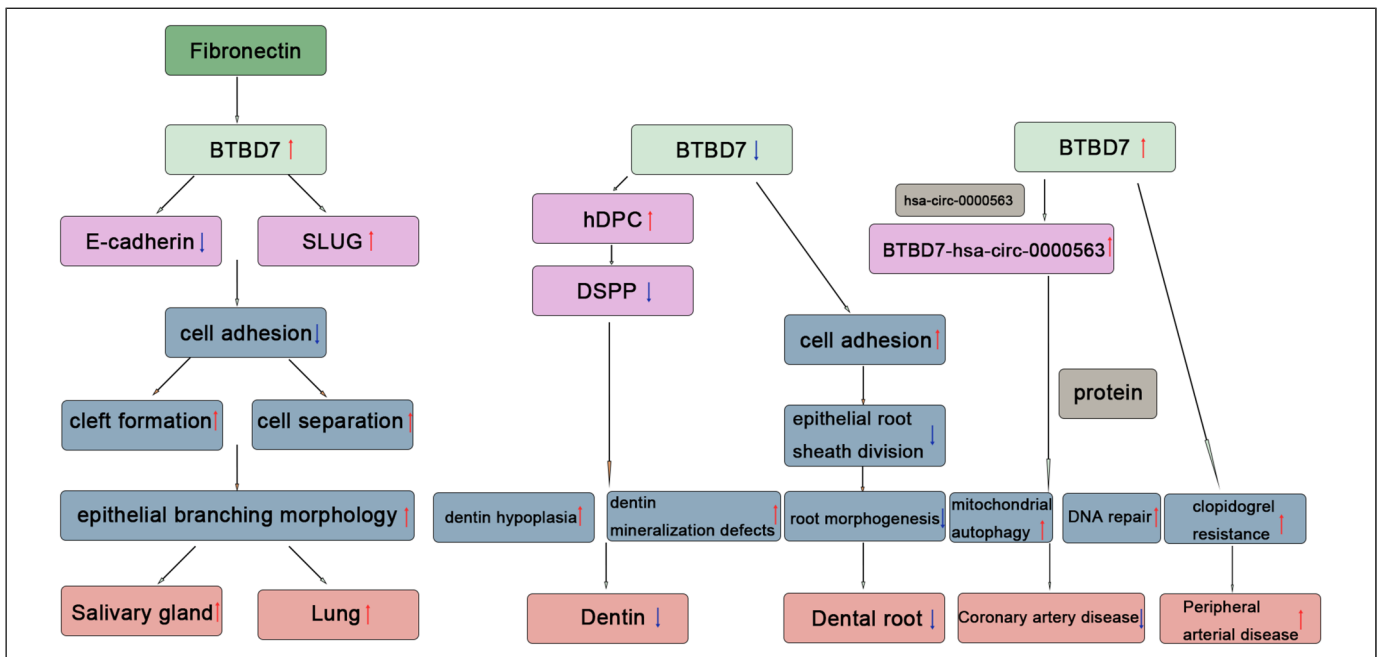 Fibronectin
BTBD7
E-cadherin
SLUG
cell adhesion
cleft formation
cell separation
epithelial branching morphology
Salivary gland
Lung
BTBD7
hDPC
DSPP
cell adhesion
epithelial root
sheath division
dentin hypoplasia
dentin
mineralization defects
root morphogenesis
Dentin
Dental root
BTBD7
hsa-circ-0000563
BTBD7-hsa-circ-0000563
protein
mitochondrial
autophagy
DNA repair
clopidogrel
resistance
Coronary artery disease
Peripheral
arterial disease